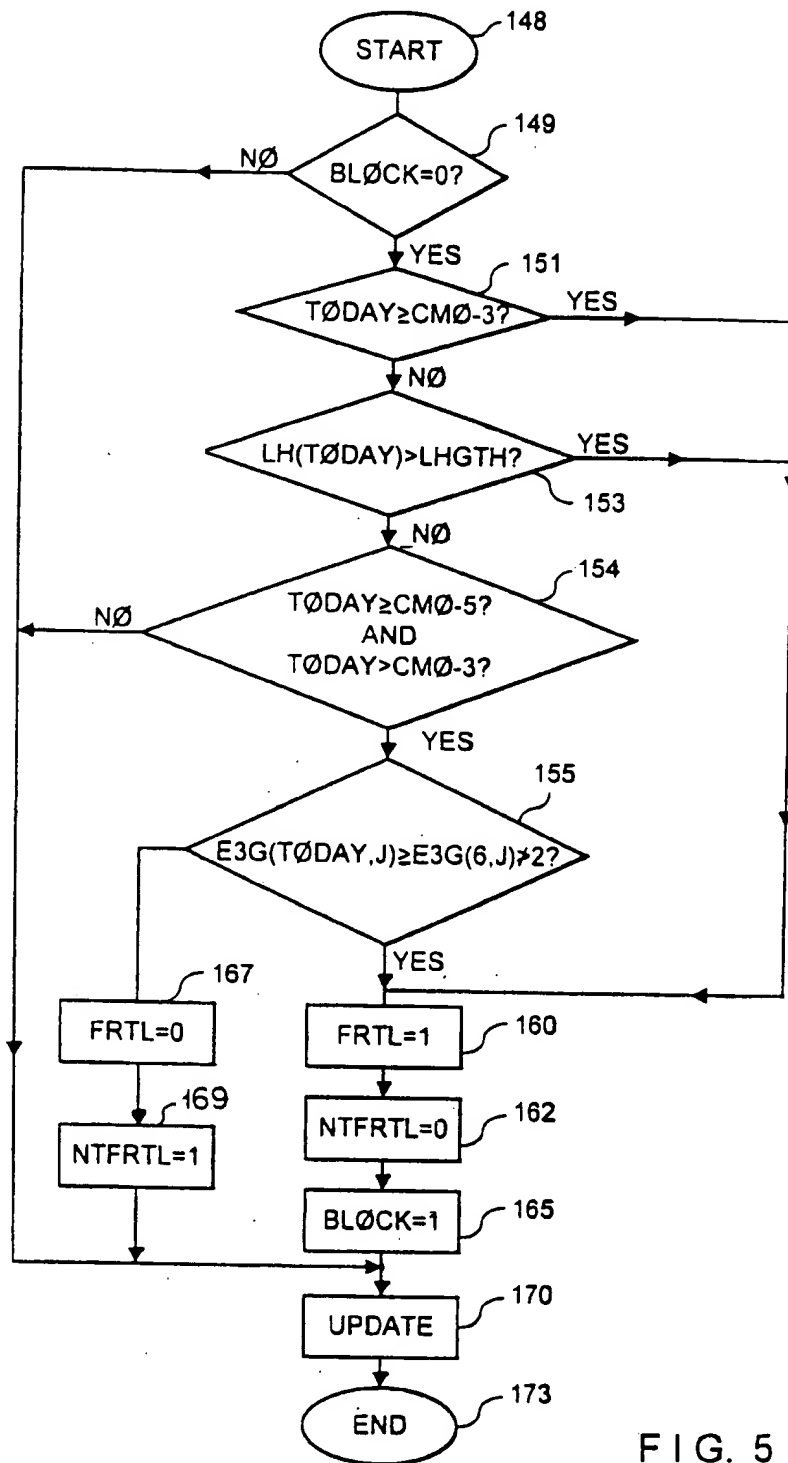 START
148
BLØCK=0?
149
NØ
YES
TØDAY≥CMØ-3?
151
YES
NØ
LH(TØDAY)>LHGTH?
YES
153
NØ
154
TØDAY≥CMØ-5?
AND
TØDAY>CMØ-3?
NØ
YES
155
E3G(TØDAY,J)≥E3G(6,J)≯2?
YES
167
FRTL=0
FRTL=1
160
169
NTFRTL=1
NTFRTL=0
162
BLØCK=1
165
UPDATE
170
END
173
FIG. 5